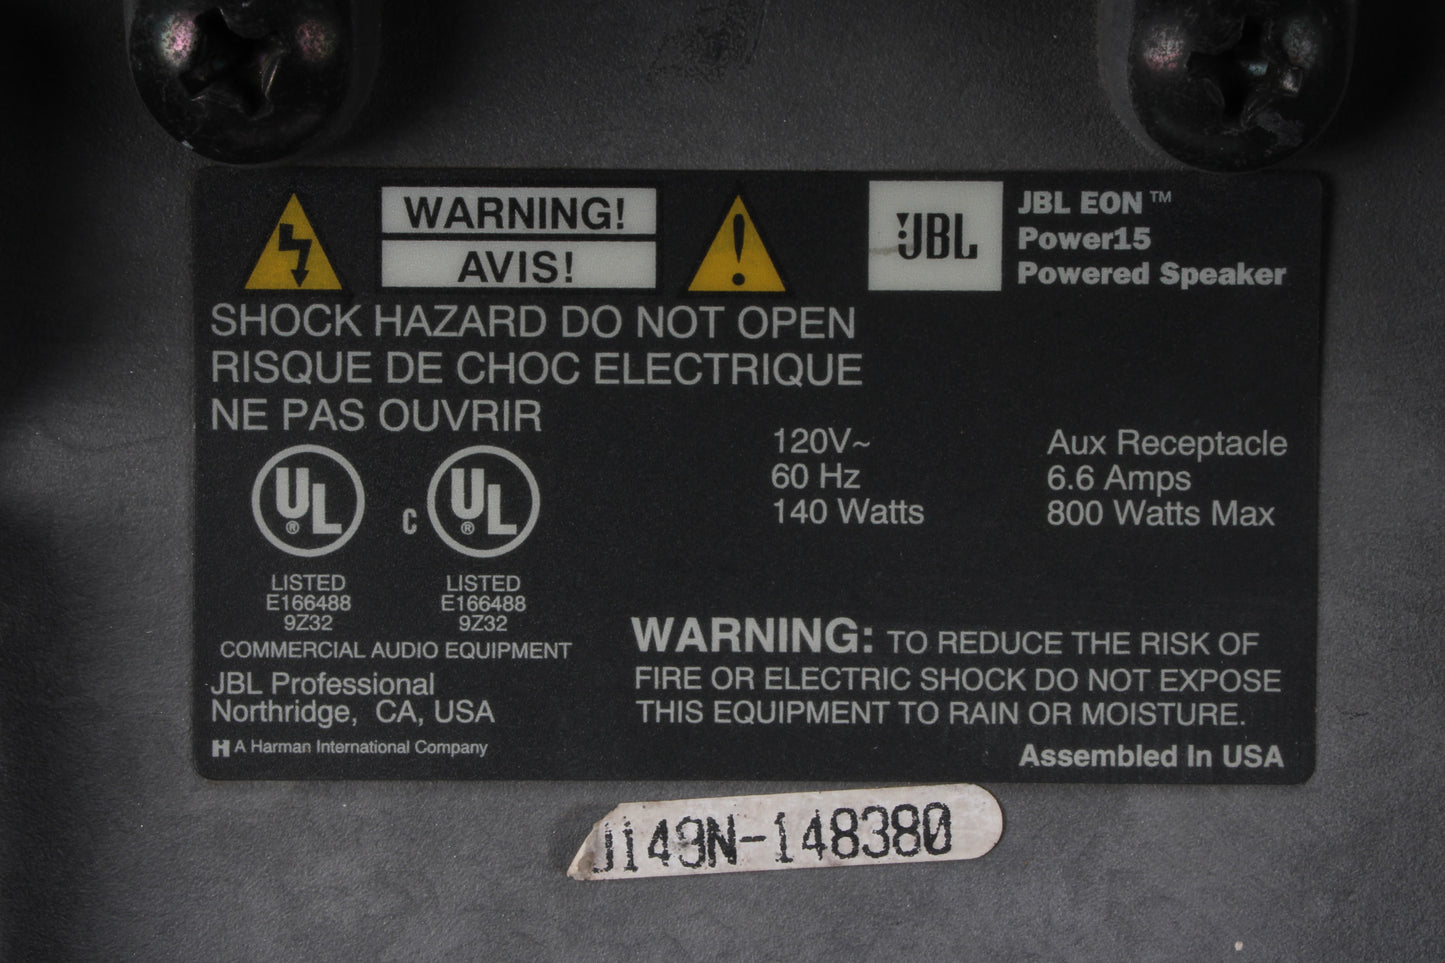 WARNING!
AVIS!
JBL
JBL EON™
Power15
Powered Speaker
SHOCK HAZARD DO NOT OPEN
RISQUE DE CHOC ELECTRIQUE
NE PAS OUVRIR
UL®
C UL®
LISTED
E166488
9Z32
LISTED
E166488
9Z32
COMMERCIAL AUDIO EQUIPMENT
JBL Professional
Northridge, CA, USA
H A Harman International Company
120V~
60 Hz
140 Watts
Aux Receptacle
6.6 Amps
800 Watts Max
WARNING: TO REDUCE THE RISK OF
FIRE OR ELECTRIC SHOCK DO NOT EXPOSE
THIS EQUIPMENT TO RAIN OR MOISTURE.
Assembled In USA
J149N-148380